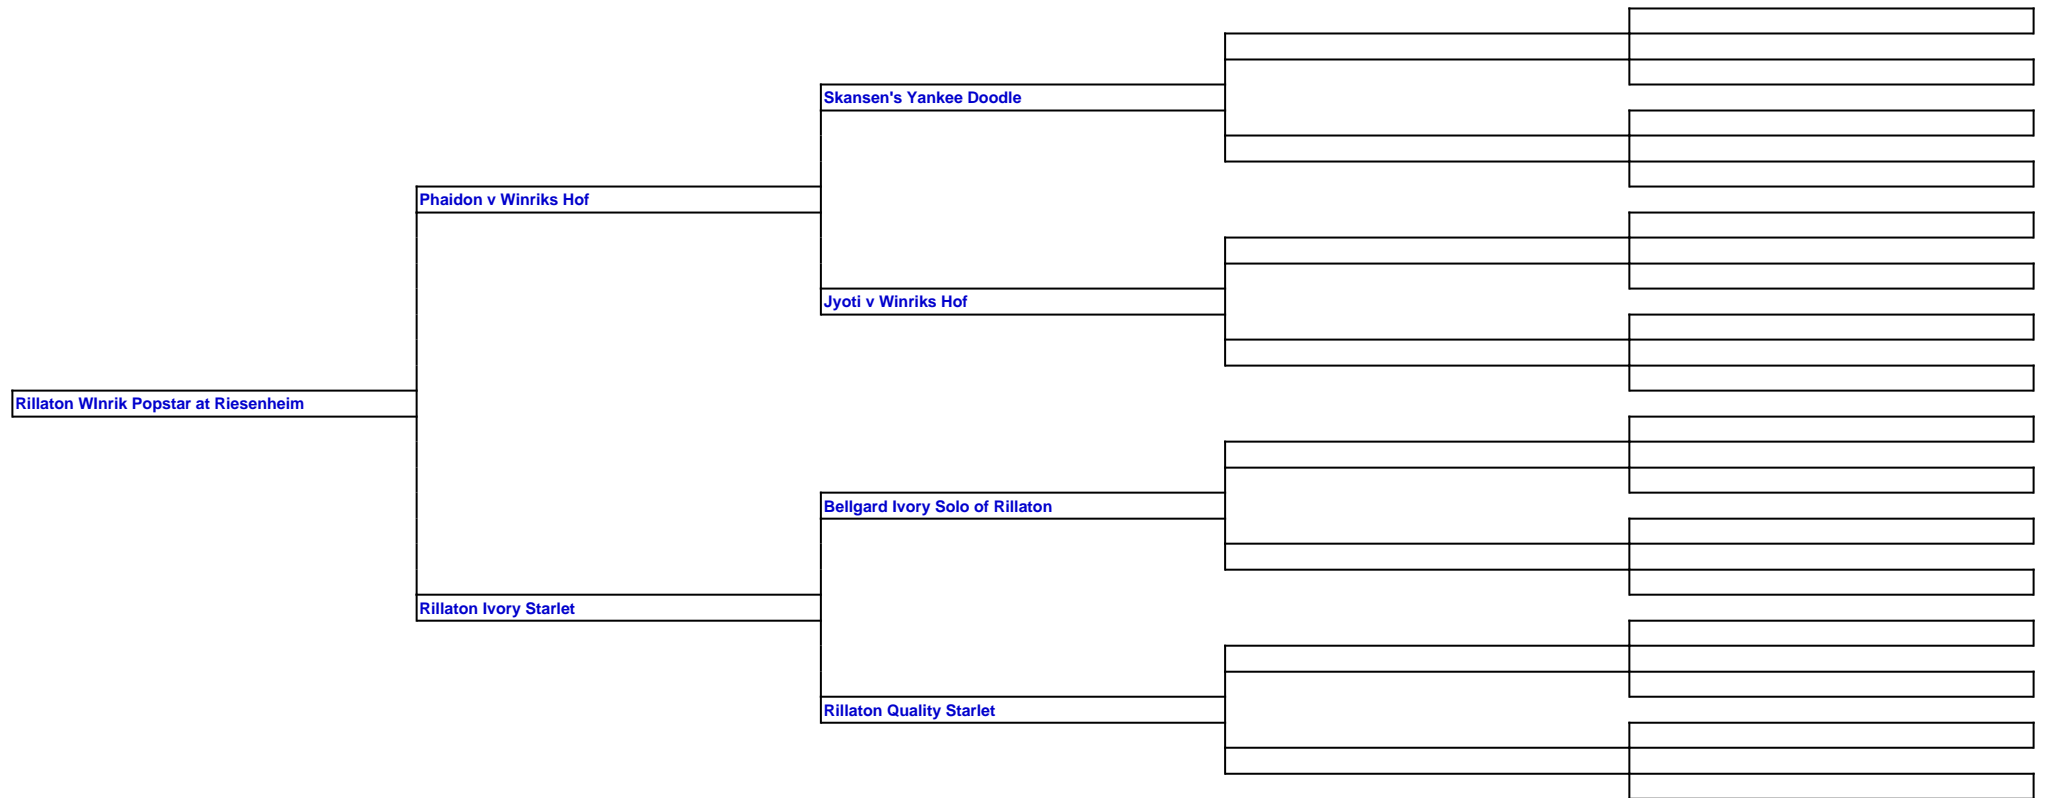 Skansen's Yankee Doodle
Phaidon v Winriks Hof
Jyoti v Winriks Hof
Rillaton WInrik Popstar at Riesenheim
Bellgard Ivory Solo of Rillaton
Rillaton Ivory Starlet
Rillaton Quality Starlet